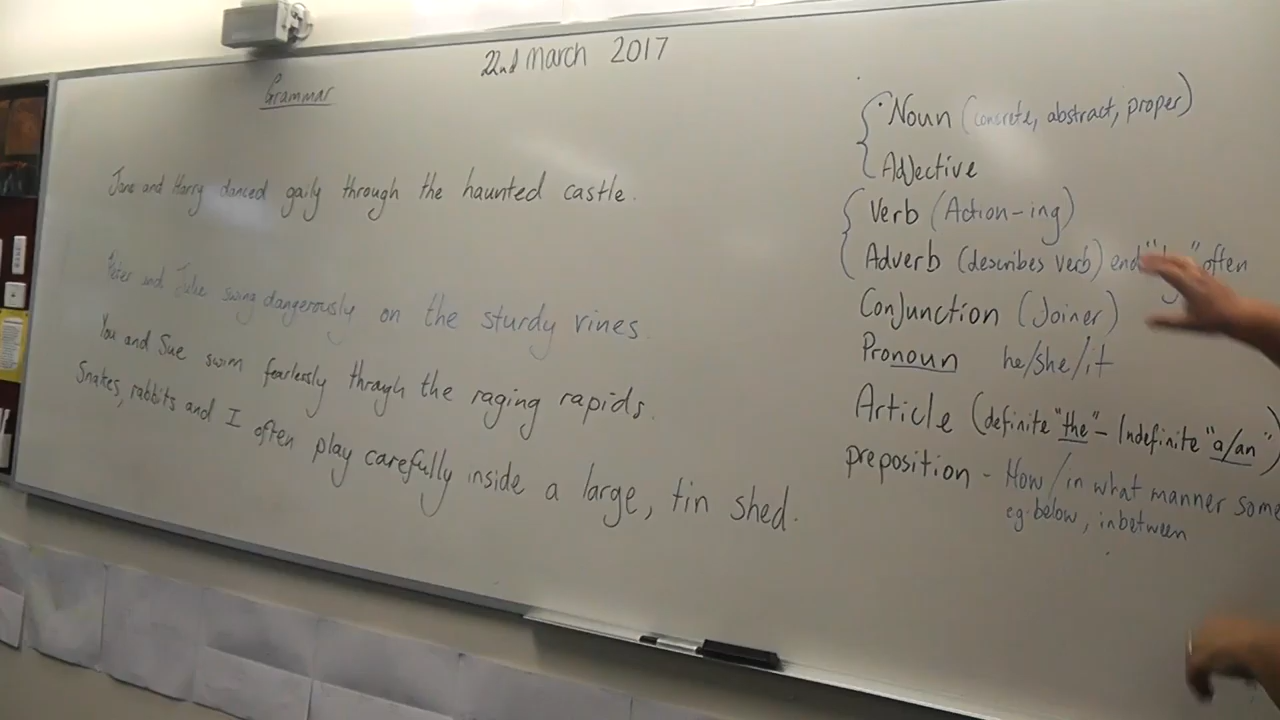 22nd March 2017
Grammar
Jane and Harry danced gaily through the haunted castle.
Peter and Julie swing dangerously on the sturdy vines.
You and Sue swim fearlessly through the raging rapids.
Snakes, rabbits and I often play carefully inside a large, tin shed.
Noun (concrete, abstract, proper)
Adjective
Verb (Action-ing)
Adverb (describes verb) end " " often
Conjunction (Joiner)
Pronoun he/she/it
Article (definite "the" - Indefinite "a/an")
preposition - How/in what manner some
eg. below, inbetween